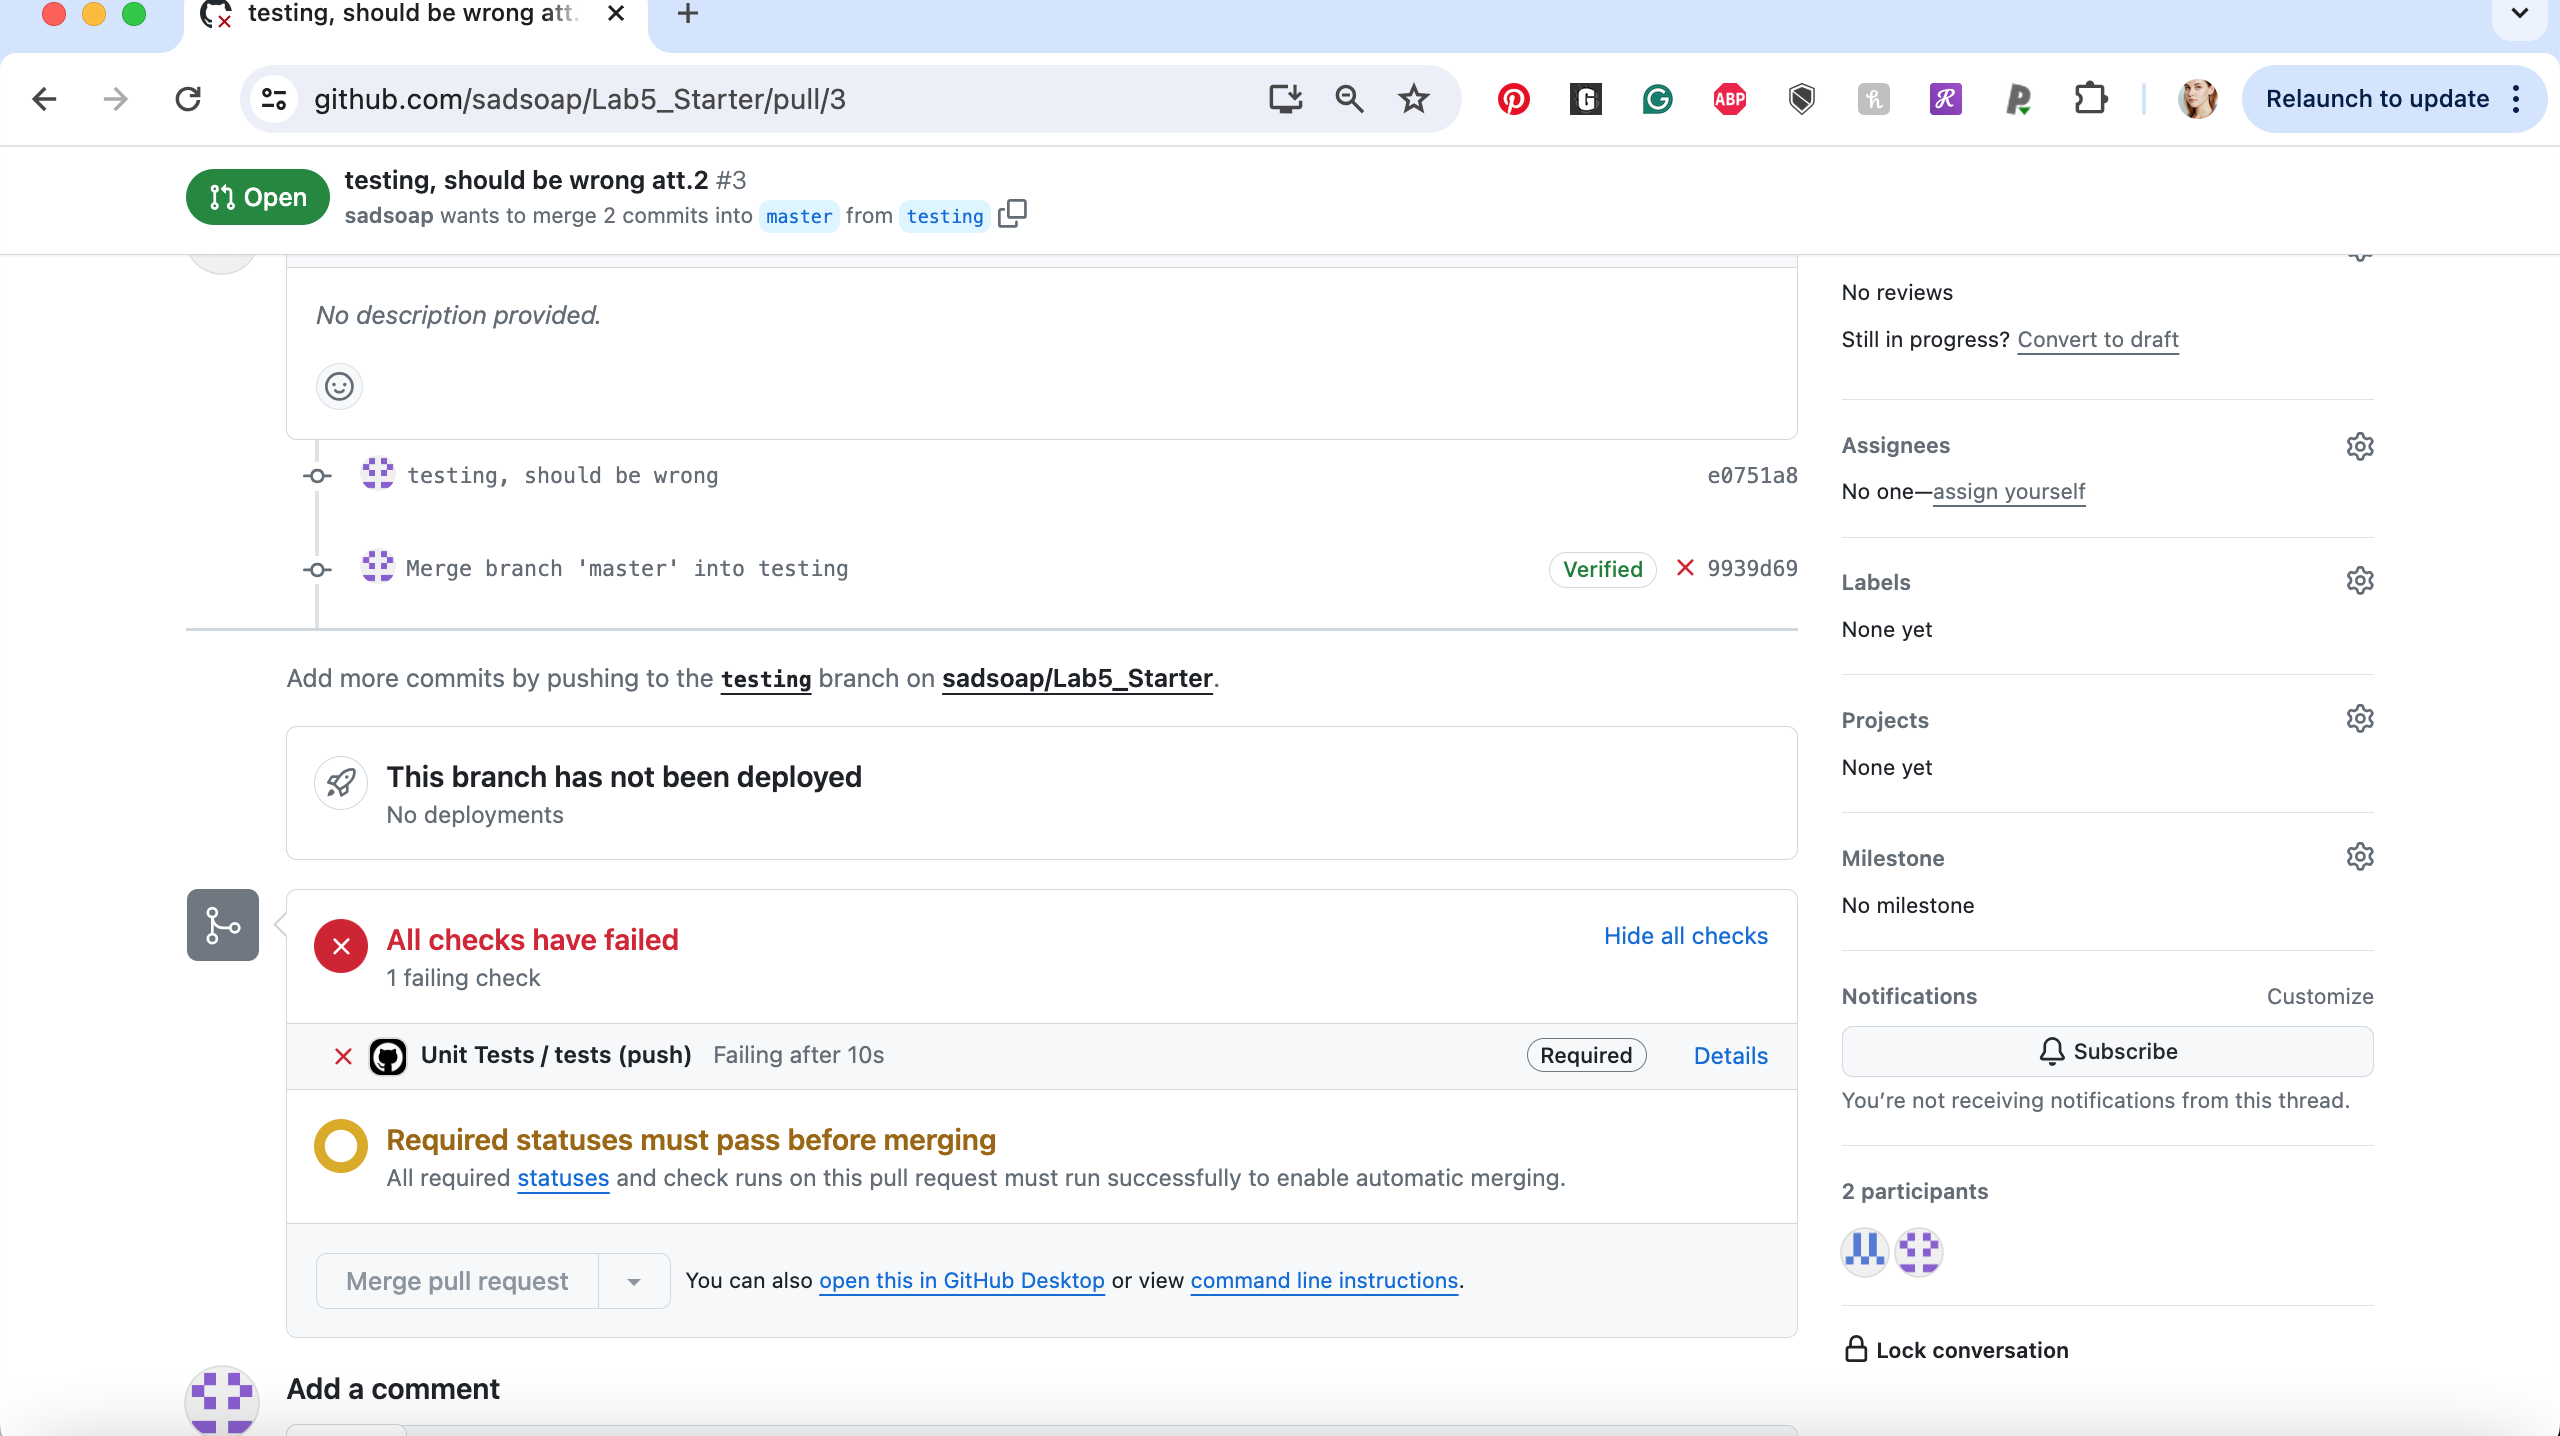 testing, should be wrong att.
github.com/sadsoap/Lab5_Starter/pull/3
ABP
Relaunch to update
Open
testing, should be wrong att.2 #3
sadsoap wants to merge 2 commits into master from testing
No description provided.
testing, should be wrong
e0751a8
Merge branch 'master' into testing
Verified
9939d69
Add more commits by pushing to the testing branch on sadsoap/Lab5_Starter.
This branch has not been deployed
No deployments
All checks have failed
Hide all checks
1 failing check
Unit Tests / tests (push) Failing after 10s
Required
Details
Required statuses must pass before merging
All required statuses and check runs on this pull request must run successfully to enable automatic merging.
Merge pull request
You can also open this in GitHub Desktop or view command line instructions.
Add a comment
No reviews
Still in progress? Convert to draft
Assignees
No one—assign yourself
Labels
None yet
Projects
None yet
Milestone
No milestone
Notifications
Customize
Subscribe
You’re not receiving notifications from this thread.
2 participants
Lock conversation